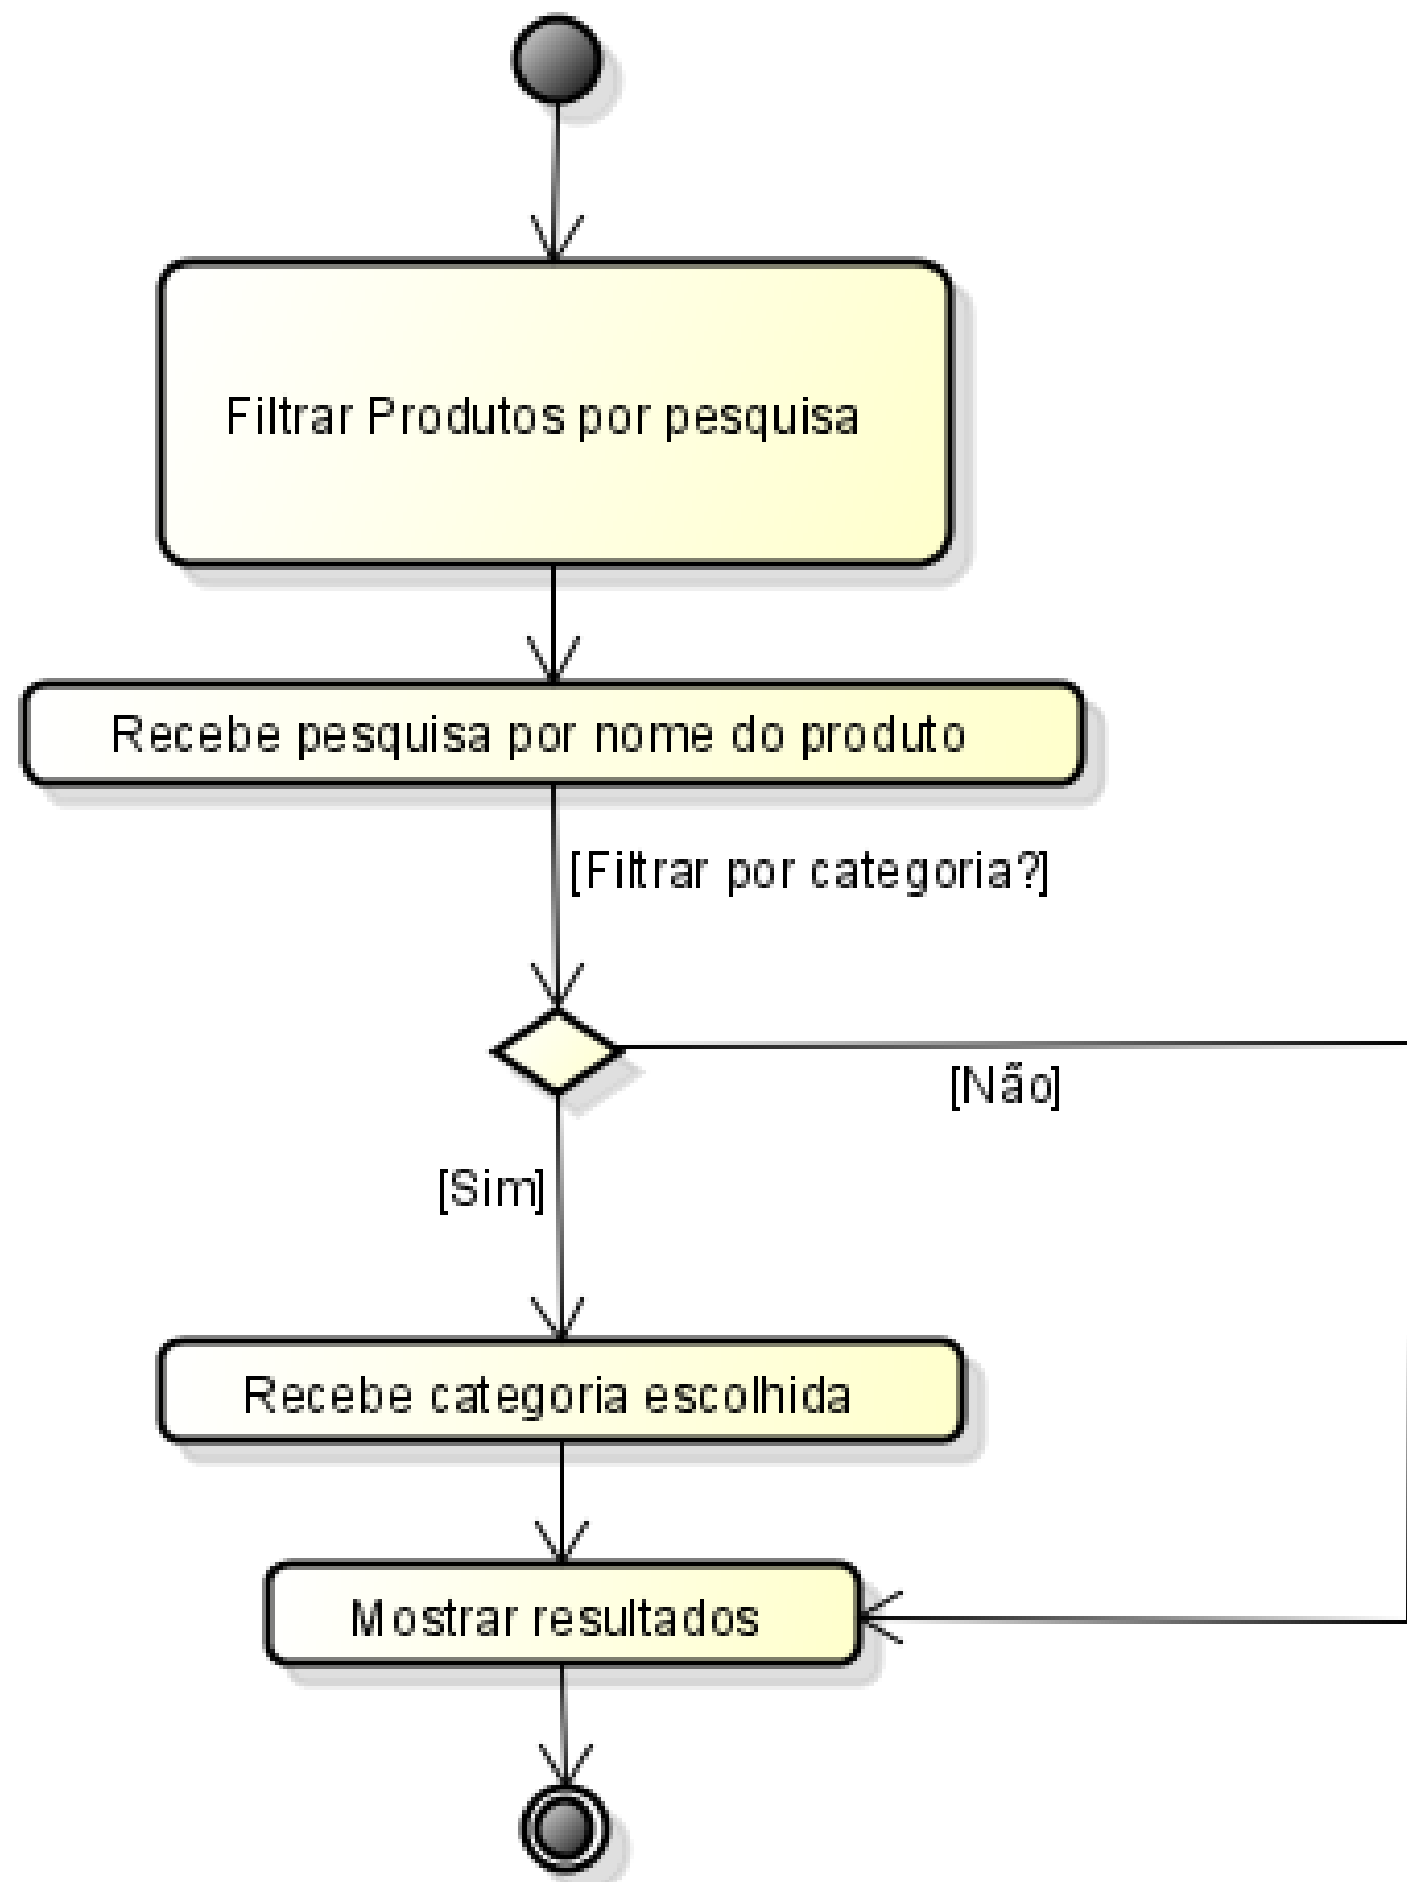 Filtrar Produtos por pesquisa
Recebe pesquisa por nome do produto
[Filtrar por categoria?]
[Não]
[Sim]
Recebe categoria escolhida
Mostrar resultados